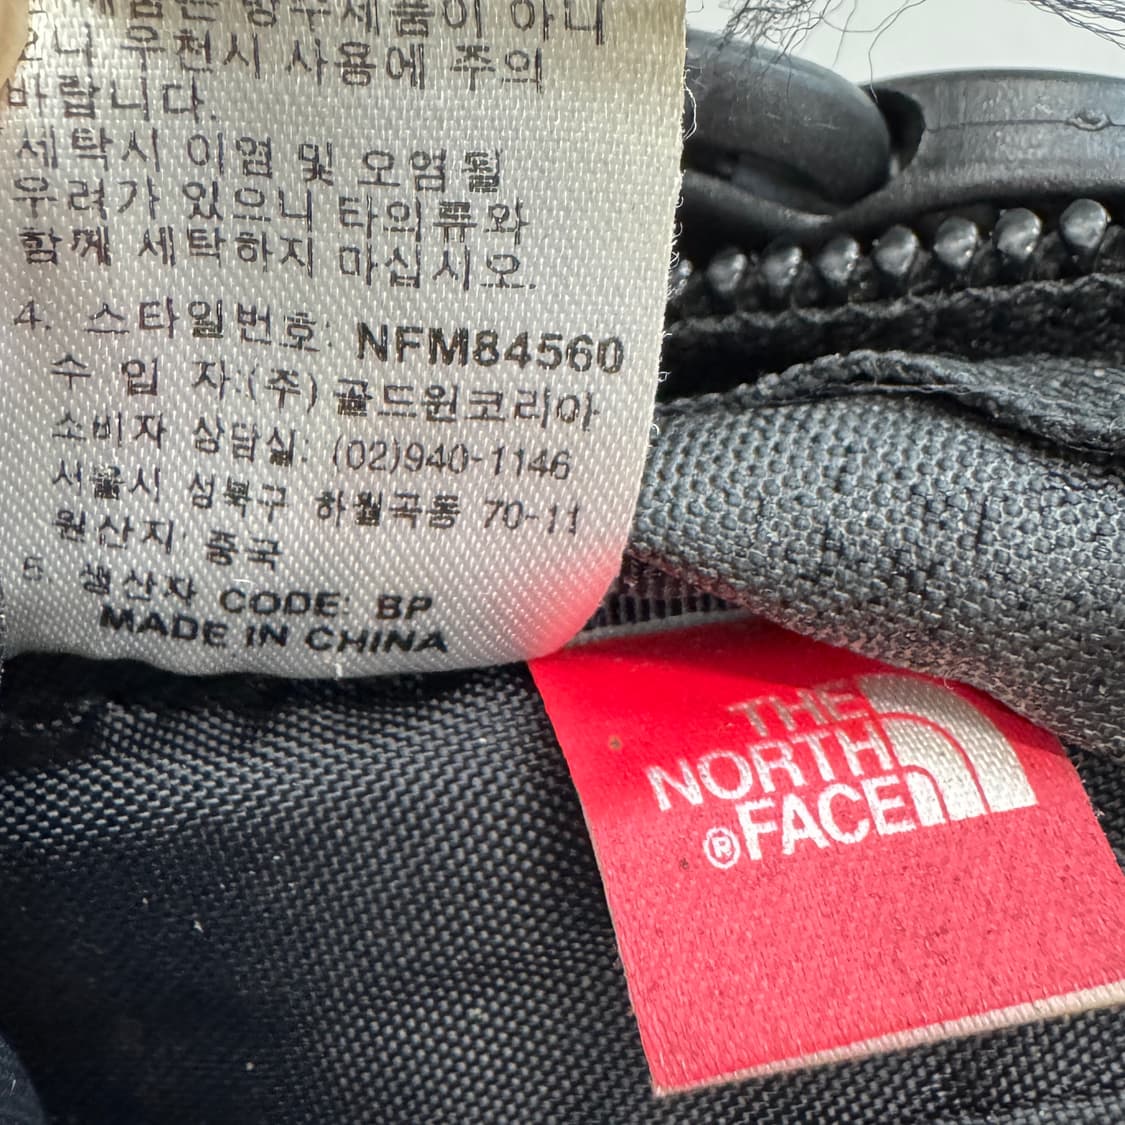 제품은 방수제품이 아니
오니 우천시 사용에 주의
바랍니다.
세탁시 이염 및 오염 될
우려가 있으니 타의류와
함께 세탁하지 마십시오.
4. 스타일번호: NFM84560
수 입 자:(주) 골드윈코리아
소비자 상담실: (02)940-1146
서울시 성북구 하월곡동 70-11
원산지: 중국
5. 생산자 CODE: BP
MADE IN CHINA
THE
NORTH
®FACE